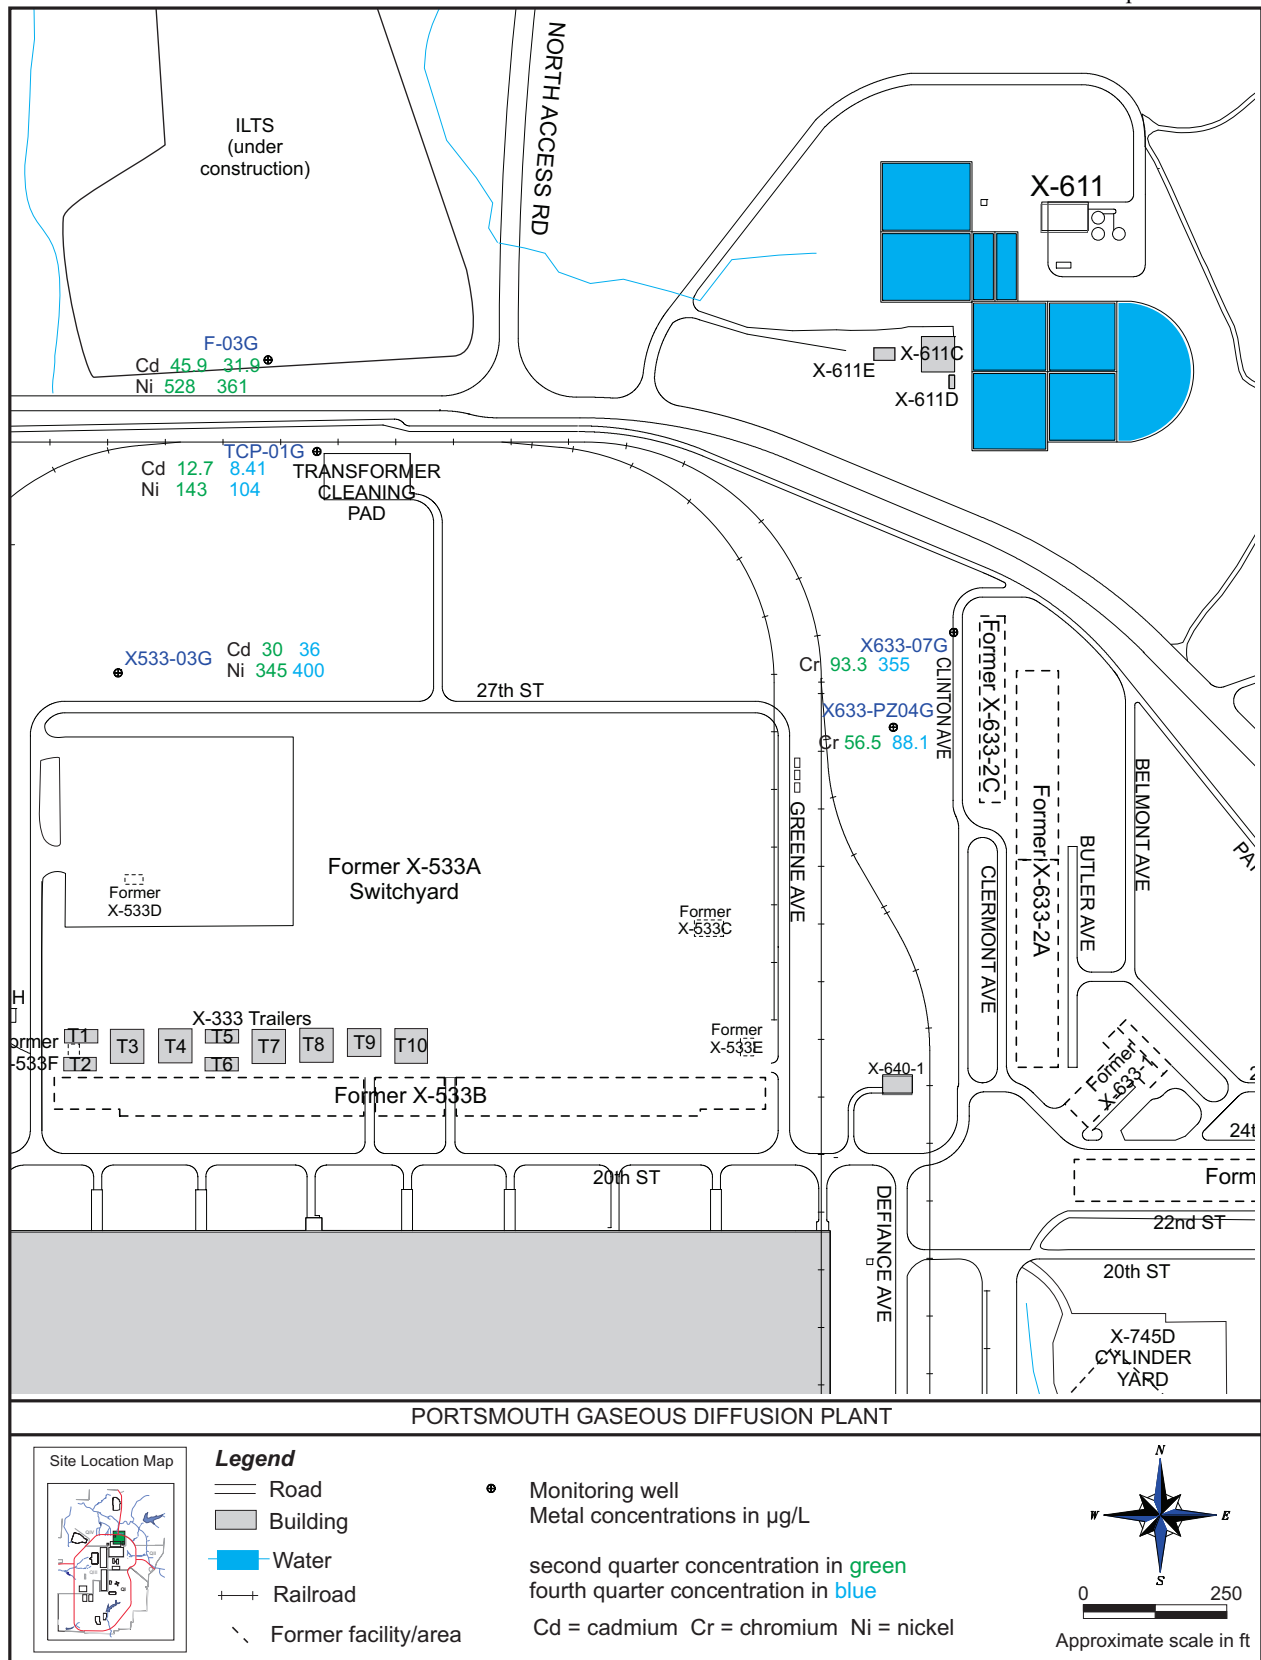 NORTH ACCESS RD
ILTS
(under
construction)
X-611
F-03G
Cd 45.9 31.9
Ni 528 361
X-611E
X-611C
X-611D
TCP-01G
Cd 12.7 8.41
Ni 143 104
TRANSFORMER
CLEANING
PAD
X533-03G
Cd 30 36
Ni 345 400
27th ST
X633-07G
Cr 93.3 355
X633-PZ04G
Cr 56.5 88.1
CLINTON AVE
Former X-633-2C
Former X-633-2A
BELMONT AVE
BUTLER AVE
CLERMONT AVE
GREENE AVE
Former X-533A
Switchyard
Former
X-533D
Former
X-533C
Former
X-533E
H
X-333 Trailers
T1
T2
T3
T4
T5
T6
T7
T8
T9
T10
ormer
-533F
Former X-533B
X-640-1
Former
X-633-1
24t
Form
20th ST
22nd ST
20th ST
DEFIANCE AVE
X-745D
CYLINDER
YARD
PORTSMOUTH GASEOUS DIFFUSION PLANT
Site Location Map
Legend
Road
Building
Water
Railroad
Former facility/area
Monitoring well
Metal concentrations in µg/L
second quarter concentration in green
fourth quarter concentration in blue
Cd = cadmium Cr = chromium Ni = nickel
N
W E
S
0 250
Approximate scale in ft